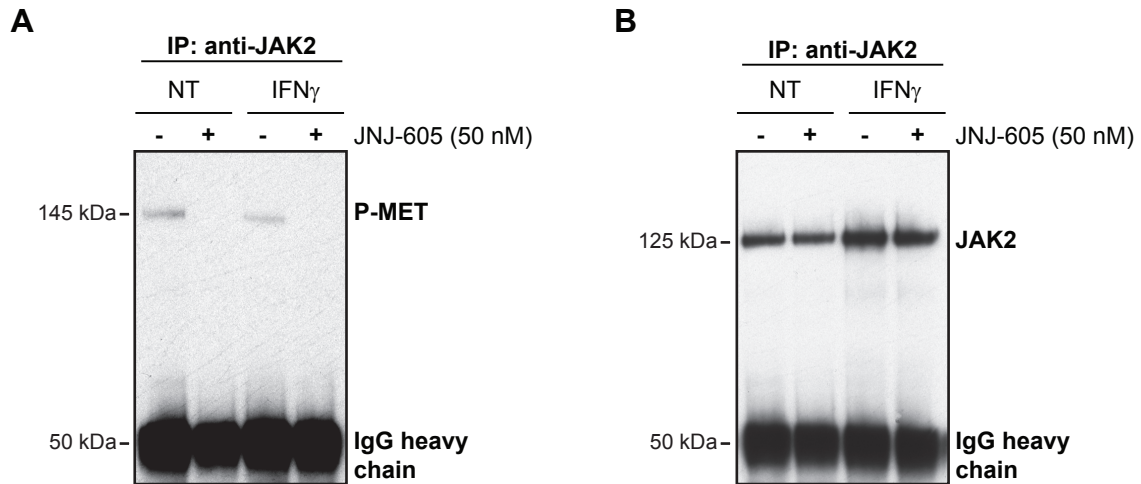 A
IP: anti-JAK2
NT IFNγ
- + - + JNJ-605 (50 nM)
145 kDa
P-MET
50 kDa
IgG heavy
chain
B
IP: anti-JAK2
NT IFNγ
- + - + JNJ-605 (50 nM)
125 kDa
JAK2
50 kDa
IgG heavy
chain